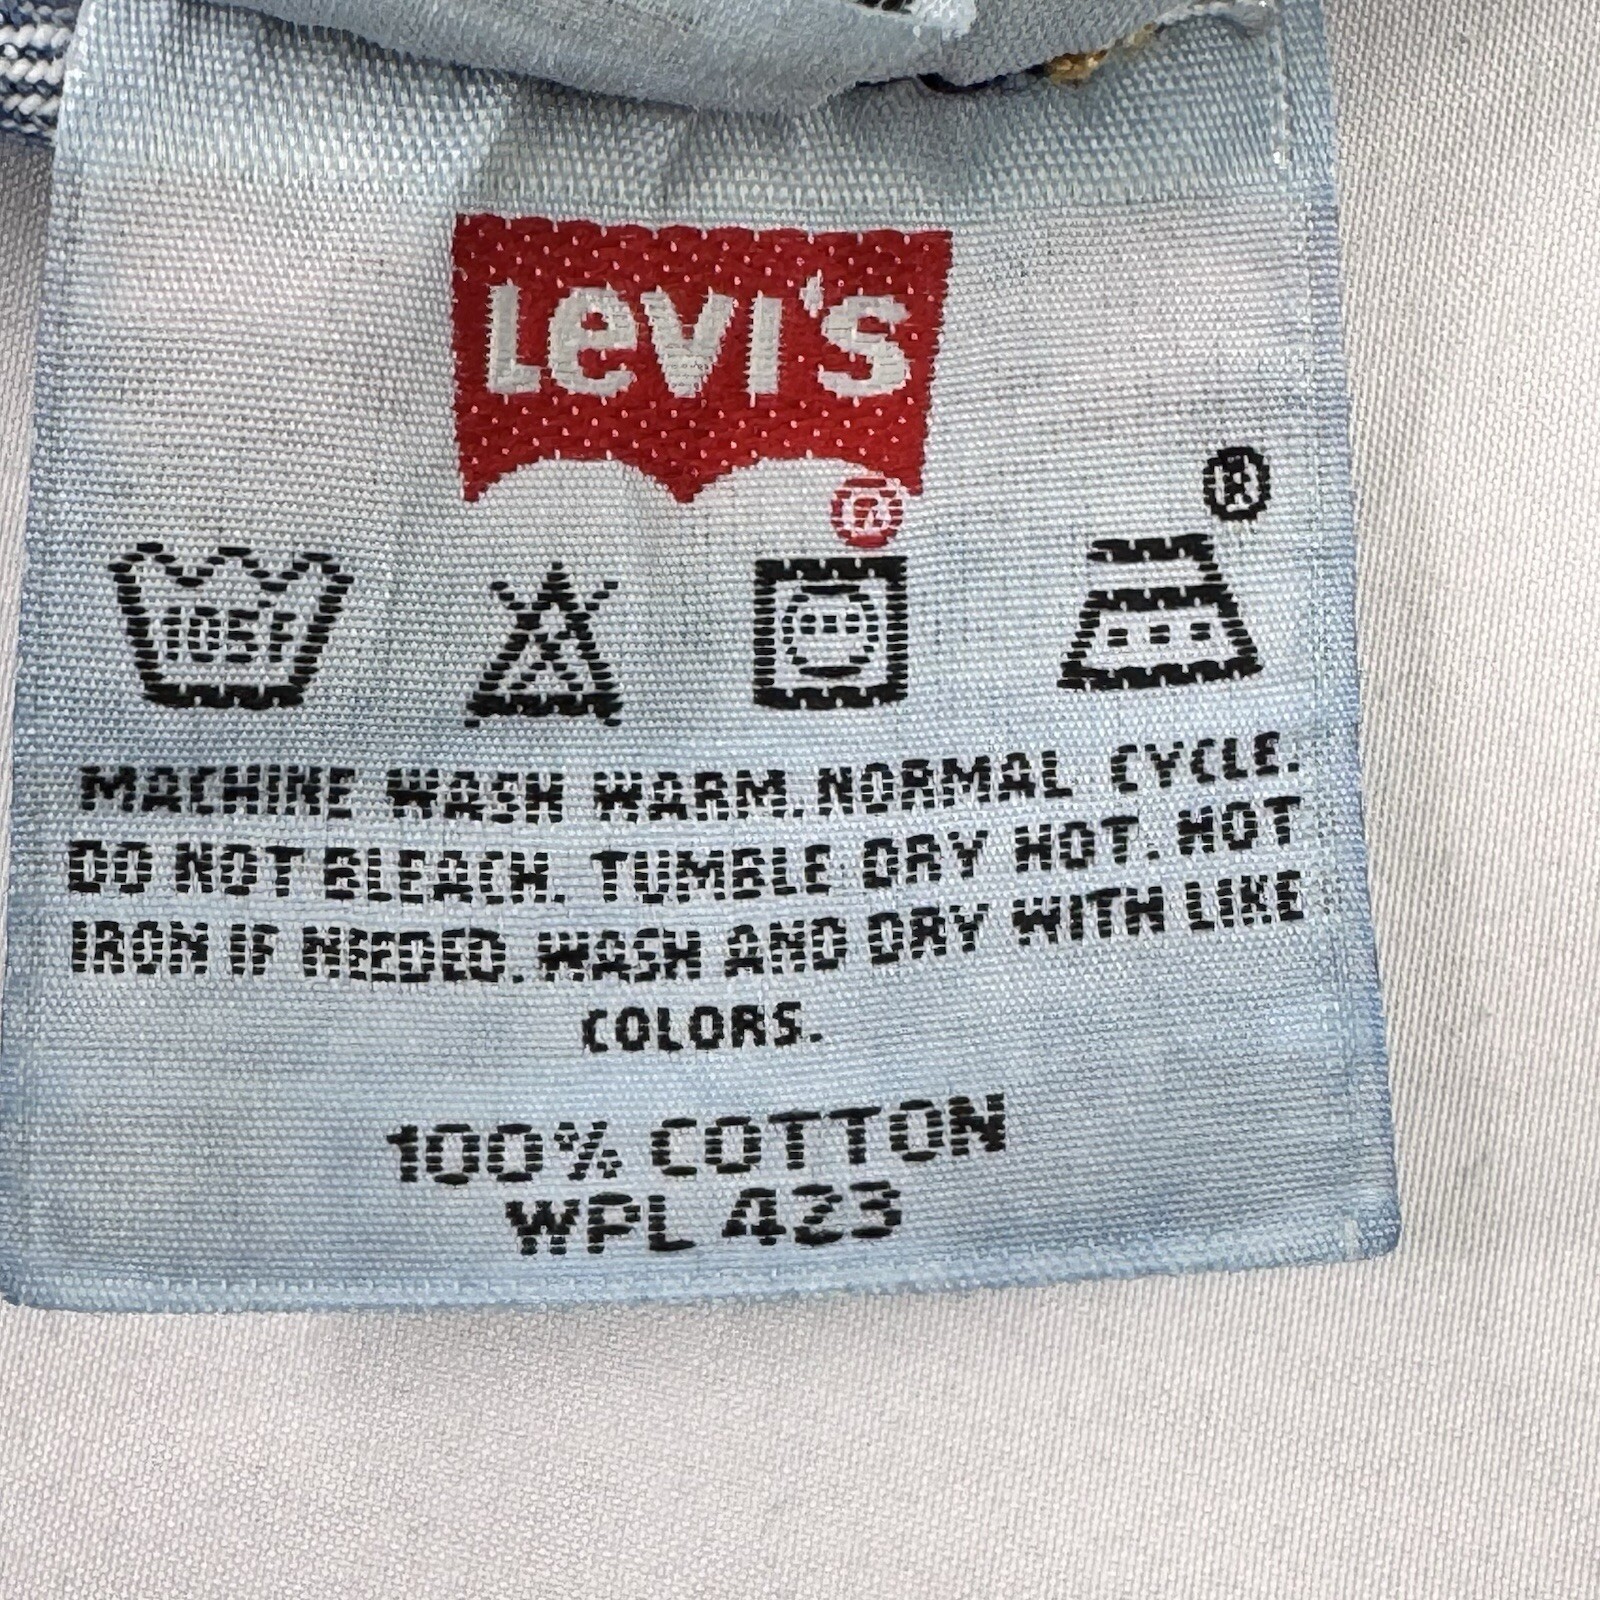 Levi's
®
®
105F
MACHINE WASH WARM. NORMAL CYCLE.
DO NOT BLEACH. TUMBLE DRY HOT. HOT
IRON IF NEEDED. WASH AND DRY WITH LIKE
COLORS.
100% COTTON
WPL 423